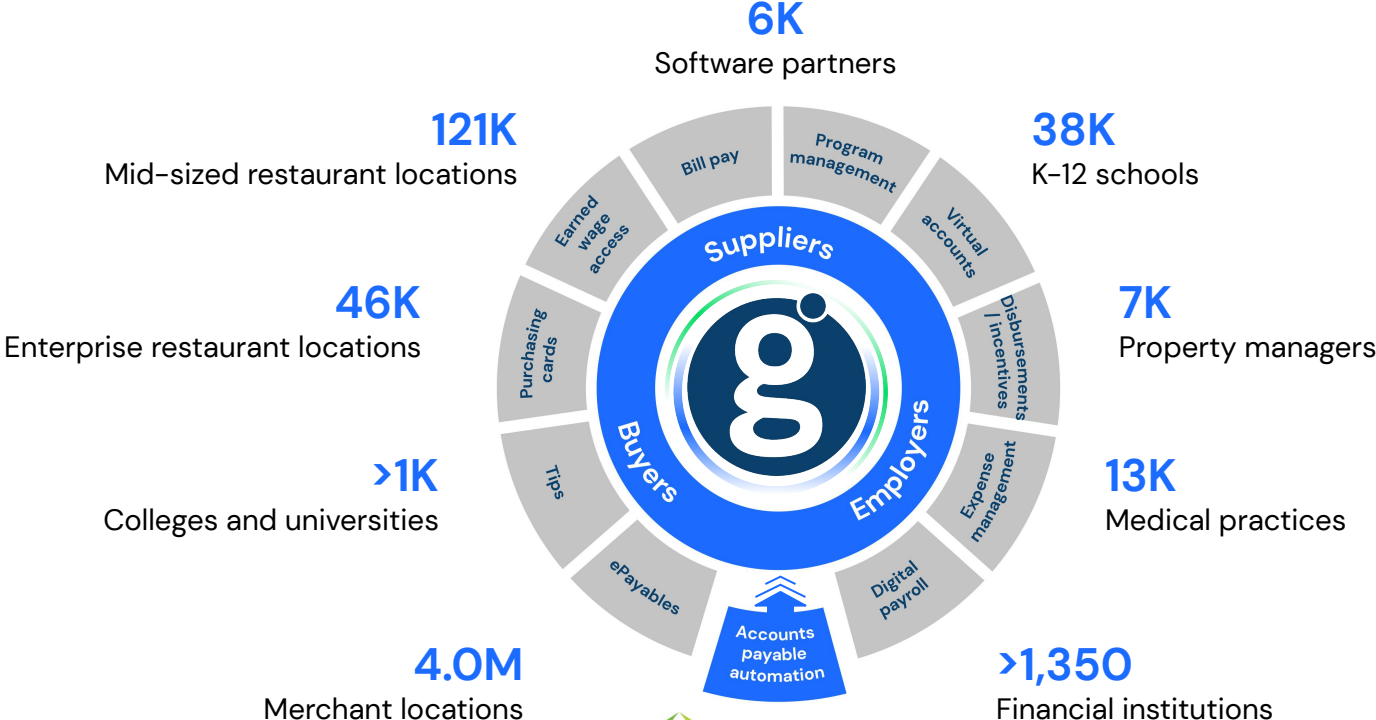 6K
Software partners
121K
Mid-sized restaurant locations
38K
K-12 schools
46K
Enterprise restaurant locations
7K
Property managers
>1K
Colleges and universities
13K
Medical practices
4.0M
Merchant locations
>1,350
Financial institutions
Bill pay
Program
management
Virtual
accounts
Disbursements
/ incentives
Expense
management
Digital
payroll
Accounts
payable
automation
ePayables
Tips
Purchasing
cards
Earned
wage
access
Suppliers
Employers
Buyers
g